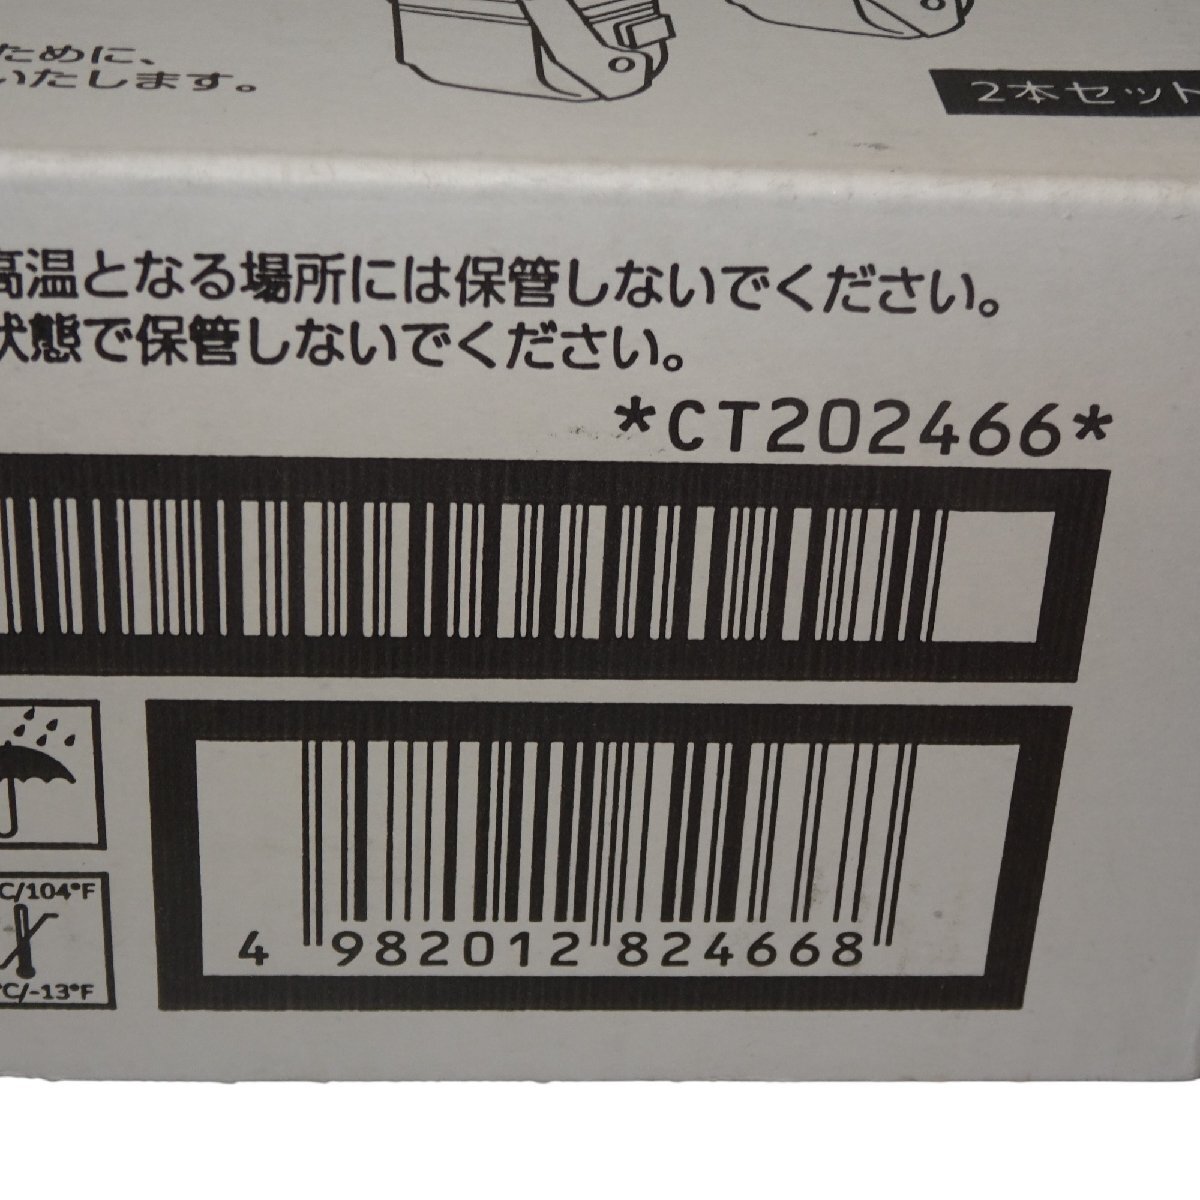 ために、
いたします。
2本セット
高温となる場所には保管しないでください。
状態で保管しないでください。
*CT202466*
C/104°F
°C/-13°F
4 982012 824668